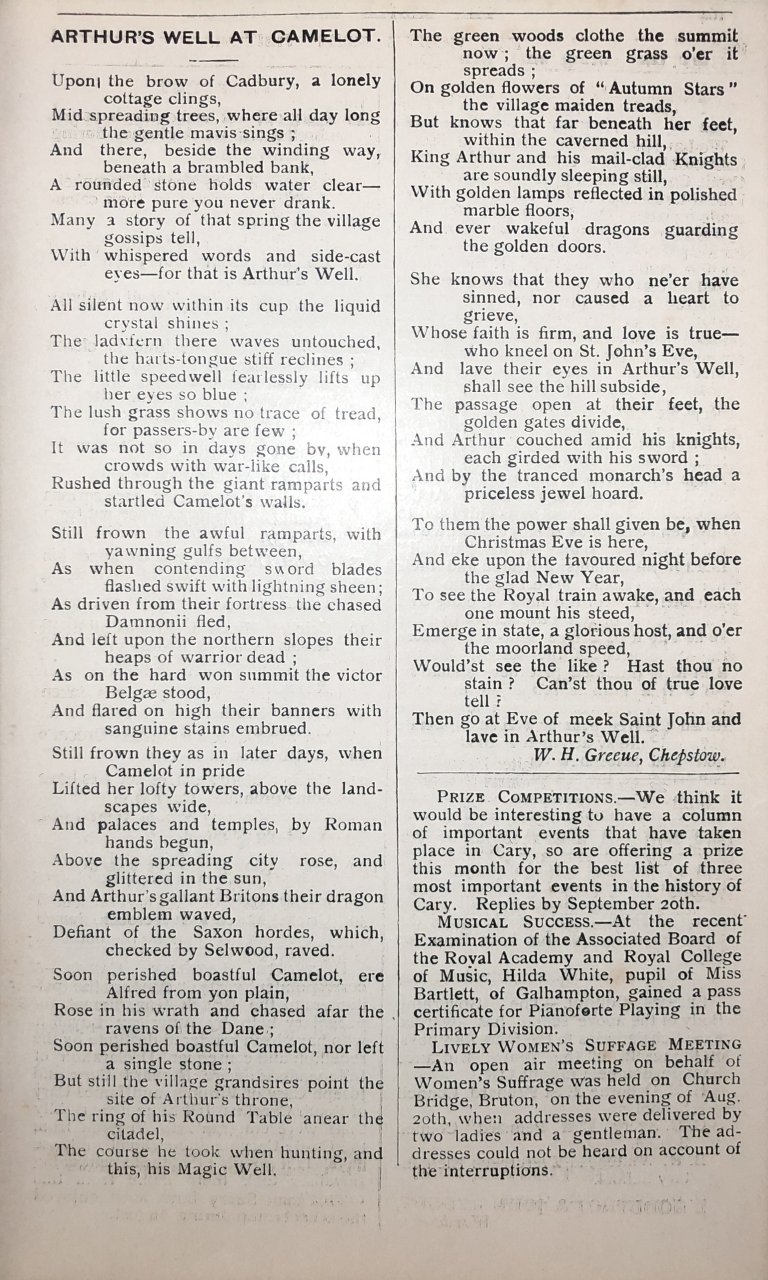 ARTHUR'S WELL AT CAMELOT.
Upon the brow of Cadbury, a lonely
cottage clings,
Mid spreading trees, where all day long
the gentle mavis sings ;
And there, beside the winding way,
beneath a brambled bank,
A rounded stone holds water clear—
more pure you never drank.
Many a story of that spring the village
gossips tell,
With whispered words and side-cast
eyes—for that is Arthur's Well.
All silent now within its cup the liquid
crystal shines ;
The ladyfern there waves untouched,
the harts-tongue stiff reclines ;
The little speedwell fearlessly lifts up
her eyes so blue ;
The lush grass shows no trace of tread,
for passers-by are few ;
It was not so in days gone by, when
crowds with war-like calls,
Rushed through the giant ramparts and
startled Camelot's walls.
Still frown the awful ramparts, with
yawning gulfs between,
As when contending sword blades
flashed swift with lightning sheen;
As driven from their fortress the chased
Damnonii fled,
And left upon the northern slopes their
heaps of warrior dead ;
As on the hard won summit the victor
Belgæ stood,
And flared on high their banners with
sanguine stains embrued.
Still frown they as in later days, when
Camelot in pride
Lifted her lofty towers, above the land-
scapes wide,
And palaces and temples, by Roman
hands begun,
Above the spreading city rose, and
glittered in the sun,
And Arthur's gallant Britons their dragon
emblem waved,
Defiant of the Saxon hordes, which,
checked by Selwood, raved.
Soon perished boastful Camelot, ere
Alfred from yon plain,
Rose in his wrath and chased afar the
ravens of the Dane ;
Soon perished boastful Camelot, nor left
a single stone ;
But still the village grandsires point the
site of Arthur's throne,
The ring of his Round Table anear the
citadel,
The course he took when hunting, and
this, his Magic Well.
The green woods clothe the summit
now ; the green grass o'er it
spreads ;
On golden flowers of "Autumn Stars"
the village maiden treads,
But knows that far beneath her feet,
within the caverned hill,
King Arthur and his mail-clad Knights
are soundly sleeping still,
With golden lamps reflected in polished
marble floors,
And ever wakeful dragons guarding
the golden doors.
She knows that they who ne'er have
sinned, nor caused a heart to
grieve,
Whose faith is firm, and love is true—
who kneel on St. John's Eve,
And lave their eyes in Arthur's Well,
shall see the hill subside,
The passage open at their feet, the
golden gates divide,
And Arthur couched amid his knights,
each girded with his sword ;
And by the tranced monarch's head a
priceless jewel hoard.
To them the power shall given be, when
Christmas Eve is here,
And eke upon the favoured night before
the glad New Year,
To see the Royal train awake, and each
one mount his steed,
Emerge in state, a glorious host, and o'er
the moorland speed,
Would'st see the like ? Hast thou no
stain ? Can'st thou of true love
tell ?
Then go at Eve of meek Saint John and
lave in Arthur's Well.
W. H. Greeue, Chepstow.
PRIZE COMPETITIONS.—We think it
would be interesting to have a column
of important events that have taken
place in Cary, so are offering a prize
this month for the best list of three
most important events in the history of
Cary. Replies by September 20th.
MUSICAL SUCCESS.—At the recent
Examination of the Associated Board of
the Royal Academy and Royal College
of Music, Hilda White, pupil of Miss
Bartlett, of Galhampton, gained a pass
certificate for Pianoforte Playing in the
Primary Division.
LIVELY WOMEN'S SUFFAGE MEETING
—An open air meeting on behalf of
Women's Suffrage was held on Church
Bridge, Bruton, on the evening of Aug.
20th, when addresses were delivered by
two ladies and a gentleman. The ad-
dresses could not be heard on account of
the interruptions.